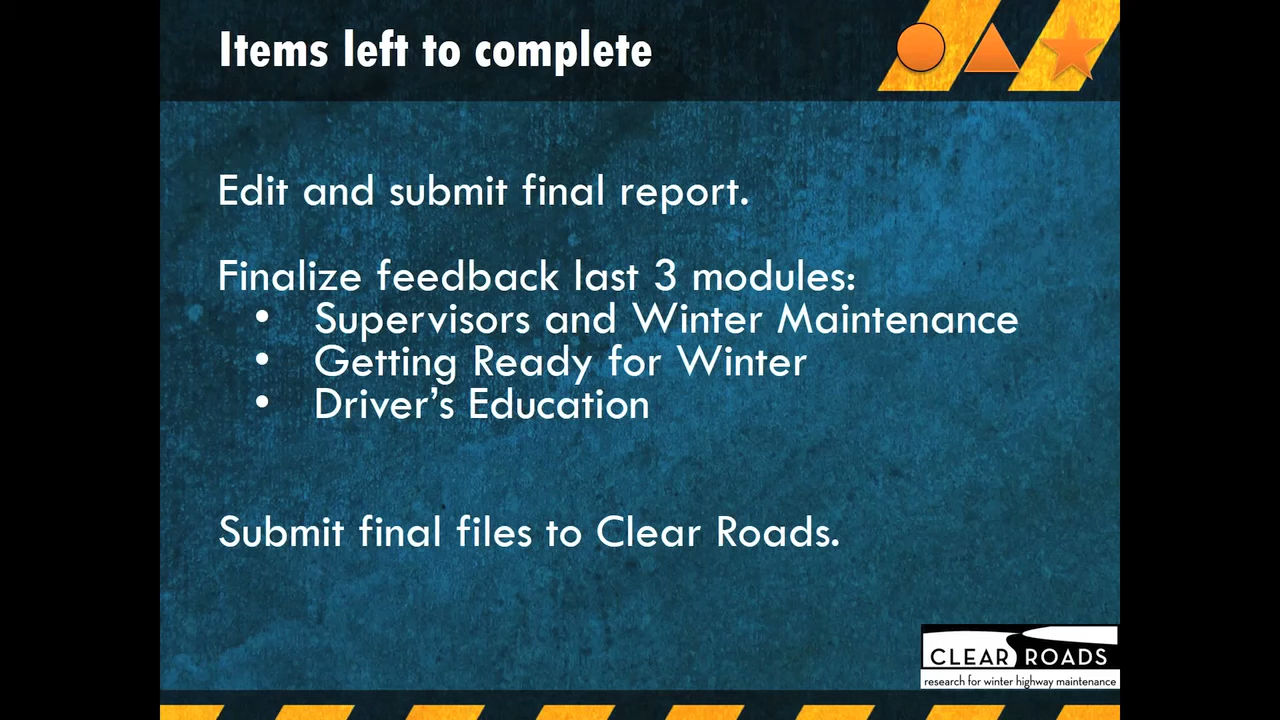 Items left to complete
Edit and submit final report.
Finalize feedback last 3 modules:
• Supervisors and Winter Maintenance
• Getting Ready for Winter
• Driver’s Education
Submit final files to Clear Roads.
CLEAR ROADS
research for winter highway maintenance